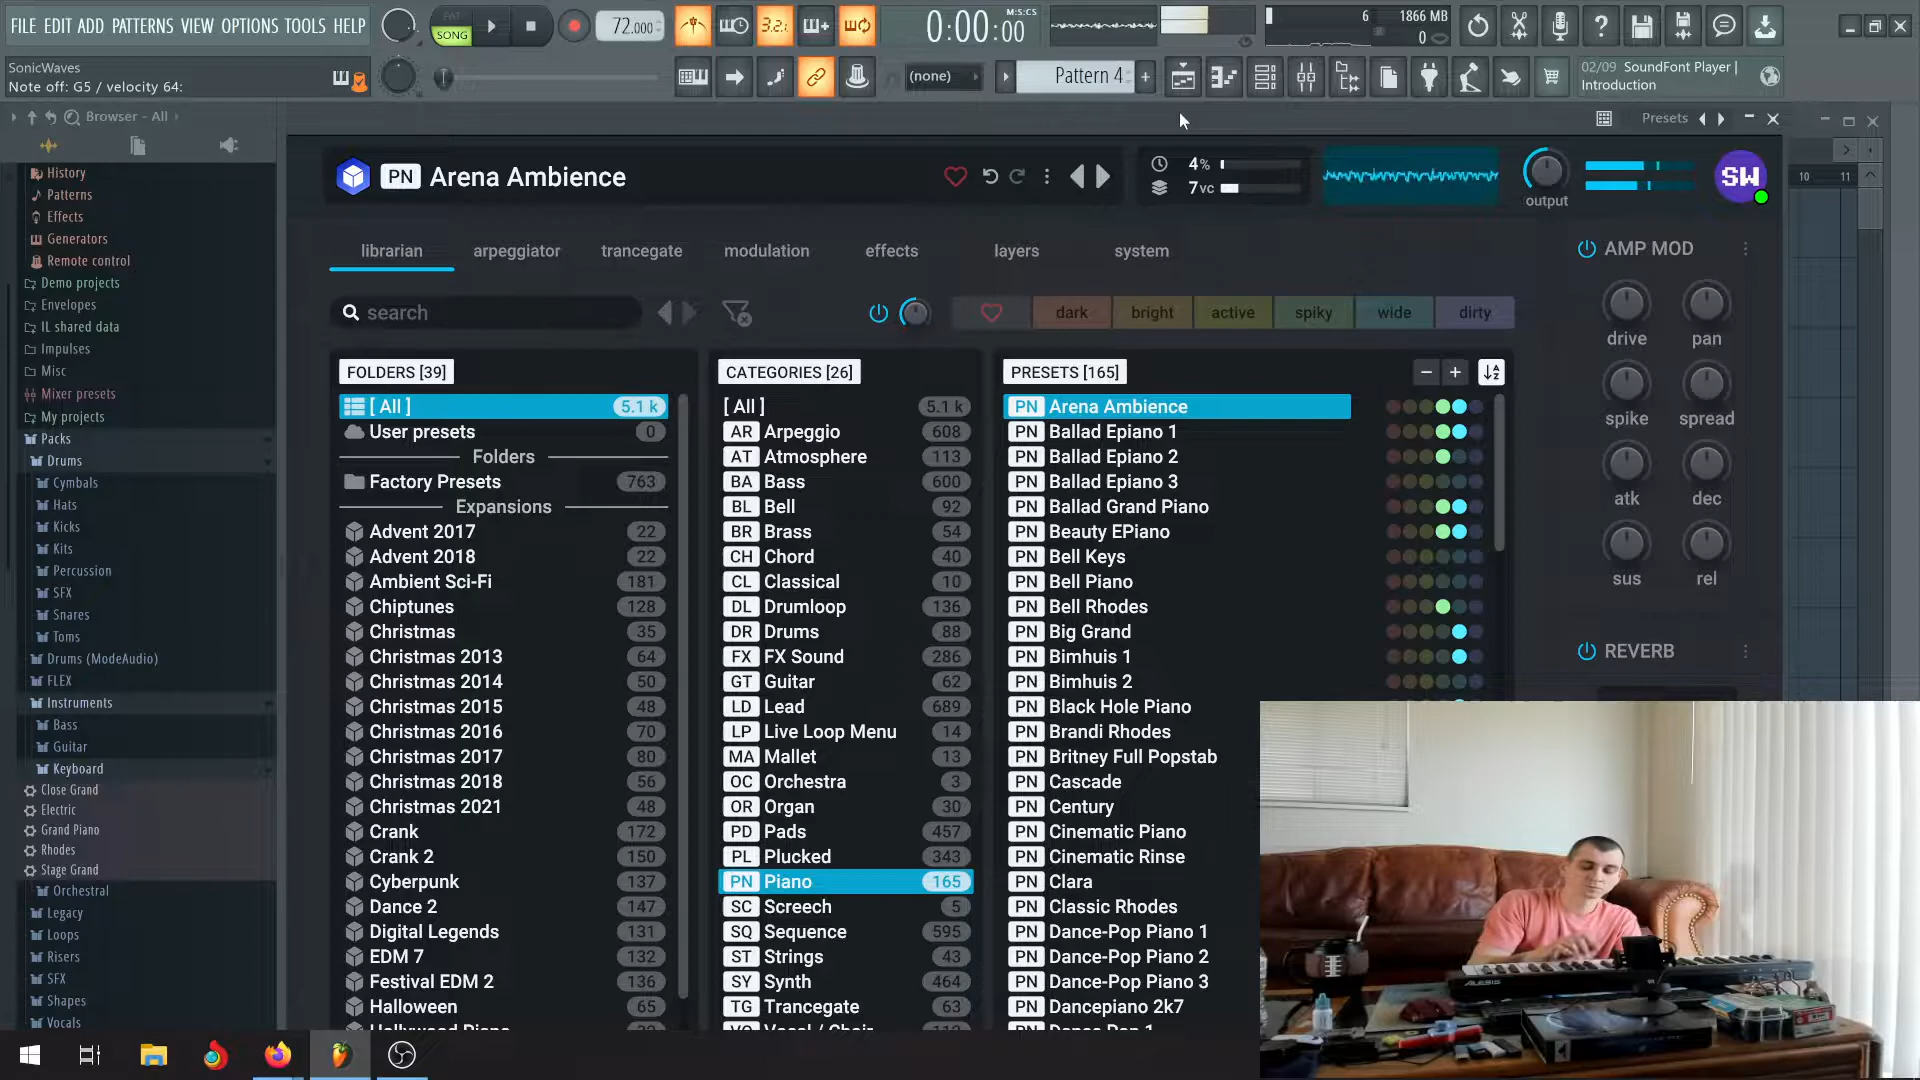 FILE EDIT ADD PATTERNS VIEW OPTIONS TOOLS HELP
PAT
SONG
72.000
3.2
0:00:00
M:S:CS
6
1866 MB
0
SonicWaves
Note off: G5 / velocity 64:
(none)
Pattern 4
02/09 SoundFont Player |
Introduction
Browser - All
Presets
History
Patterns
Effects
Generators
Remote control
Demo projects
Envelopes
IL shared data
Impulses
Misc
Mixer presets
My projects
Packs
Drums
Cymbals
Hats
Kicks
Kits
Percussion
SFX
Snares
Toms
Drums (ModeAudio)
FLEX
Instruments
Bass
Guitar
Keyboard
Close Grand
Electric
Grand Piano
Rhodes
Stage Grand
Orchestral
Legacy
Loops
Risers
SFX
Shapes
Vocals
PN Arena Ambience
4%
7vc
output
SW
10 11
librarian arpeggiator trancegate modulation effects layers system
search
dark bright active spiky wide dirty
FOLDERS [39]
[ All ] 5.1 k
User presets 0
Folders
Factory Presets 763
Expansions
Advent 2017 22
Advent 2018 22
Ambient Sci-Fi 181
Chiptunes 128
Christmas 35
Christmas 2013 64
Christmas 2014 50
Christmas 2015 48
Christmas 2016 70
Christmas 2017 80
Christmas 2018 56
Christmas 2021 48
Crank 172
Crank 2 150
Cyberpunk 137
Dance 2 147
Digital Legends 131
EDM 7 132
Festival EDM 2 136
Halloween 65
Hollywood Piano
CATEGORIES [26]
[ All ] 5.1 k
AR Arpeggio 608
AT Atmosphere 113
BA Bass 600
BL Bell 92
BR Brass 54
CH Chord 40
CL Classical 10
DL Drumloop 136
DR Drums 88
FX FX Sound 286
GT Guitar 62
LD Lead 689
LP Live Loop Menu 14
MA Mallet 13
OC Orchestra 3
OR Organ 30
PD Pads 457
PL Plucked 343
PN Piano 165
SC Screech 5
SQ Sequence 595
ST Strings 43
SY Synth 464
TG Trancegate 63
Vocal / Choir
PRESETS [165]
PN Arena Ambience
PN Ballad Epiano 1
PN Ballad Epiano 2
PN Ballad Epiano 3
PN Ballad Grand Piano
PN Beauty EPiano
PN Bell Keys
PN Bell Piano
PN Bell Rhodes
PN Big Grand
PN Bimhuis 1
PN Bimhuis 2
PN Black Hole Piano
PN Brandi Rhodes
PN Britney Full Popstab
PN Cascade
PN Century
PN Cinematic Piano
PN Cinematic Rinse
PN Clara
PN Classic Rhodes
PN Dance-Pop Piano 1
PN Dance-Pop Piano 2
PN Dance-Pop Piano 3
PN Dancepiano 2k7
PN Dance Pop 1
AMP MOD
drive pan
spike spread
atk dec
sus rel
REVERB
ALESIS